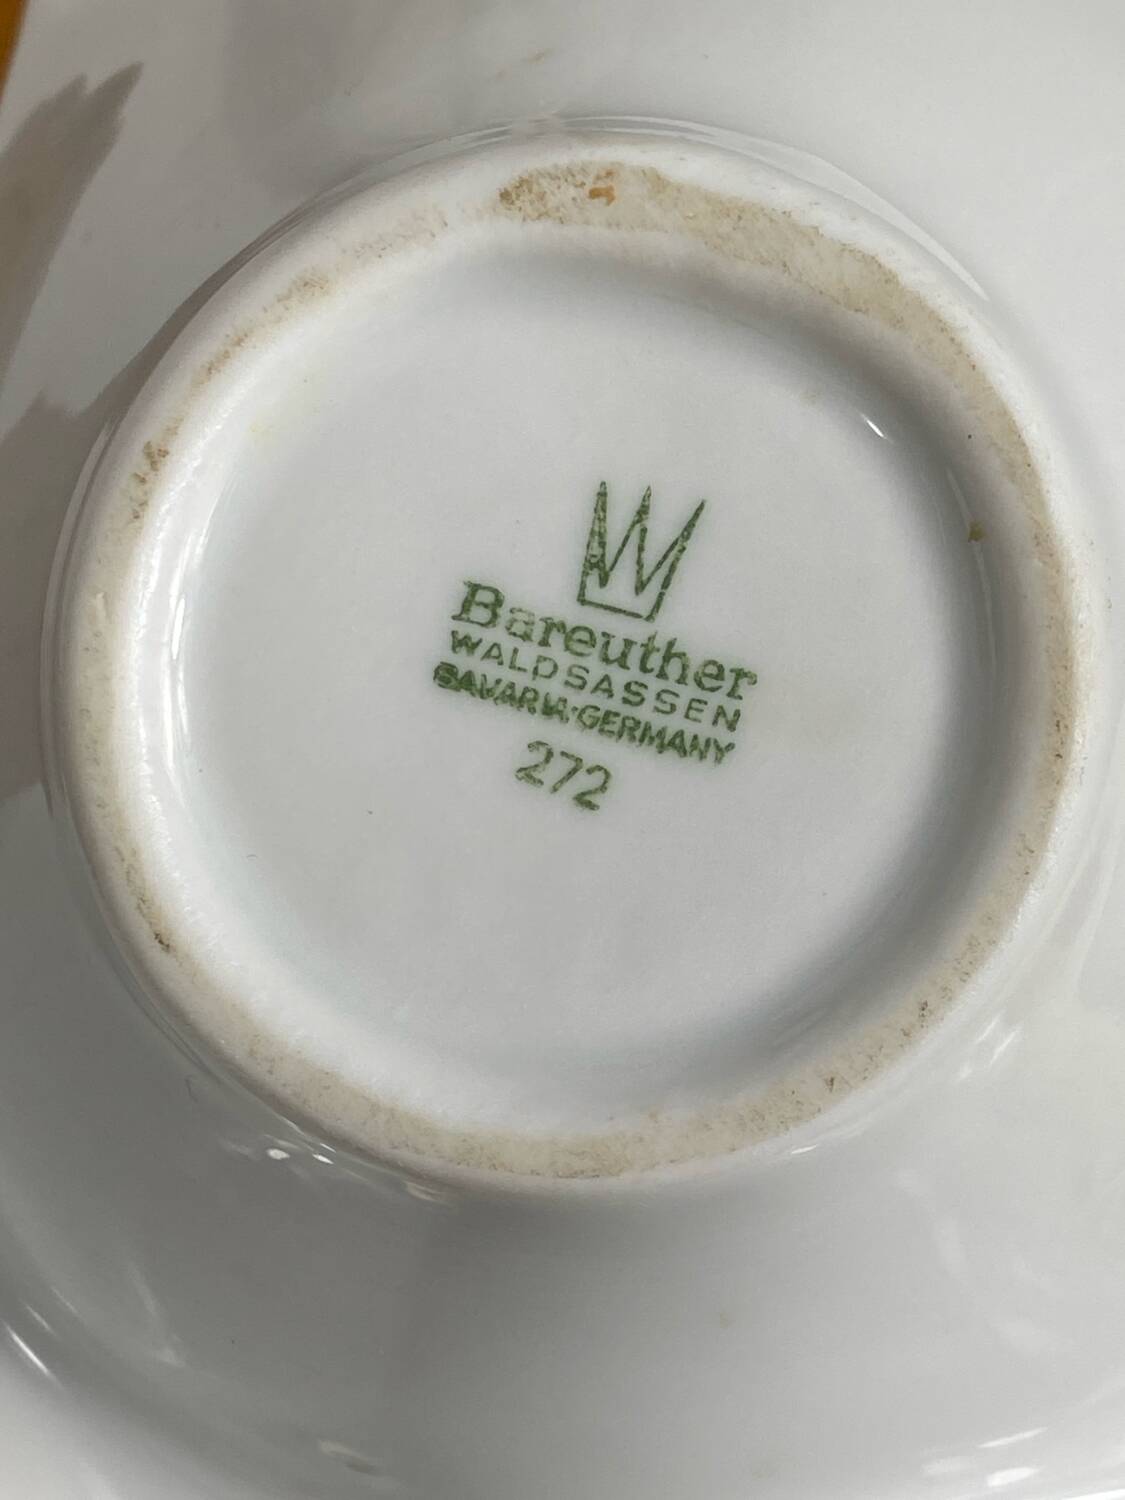 Bareuther
WALDSASSEN
BAVARIA·GERMANY
272